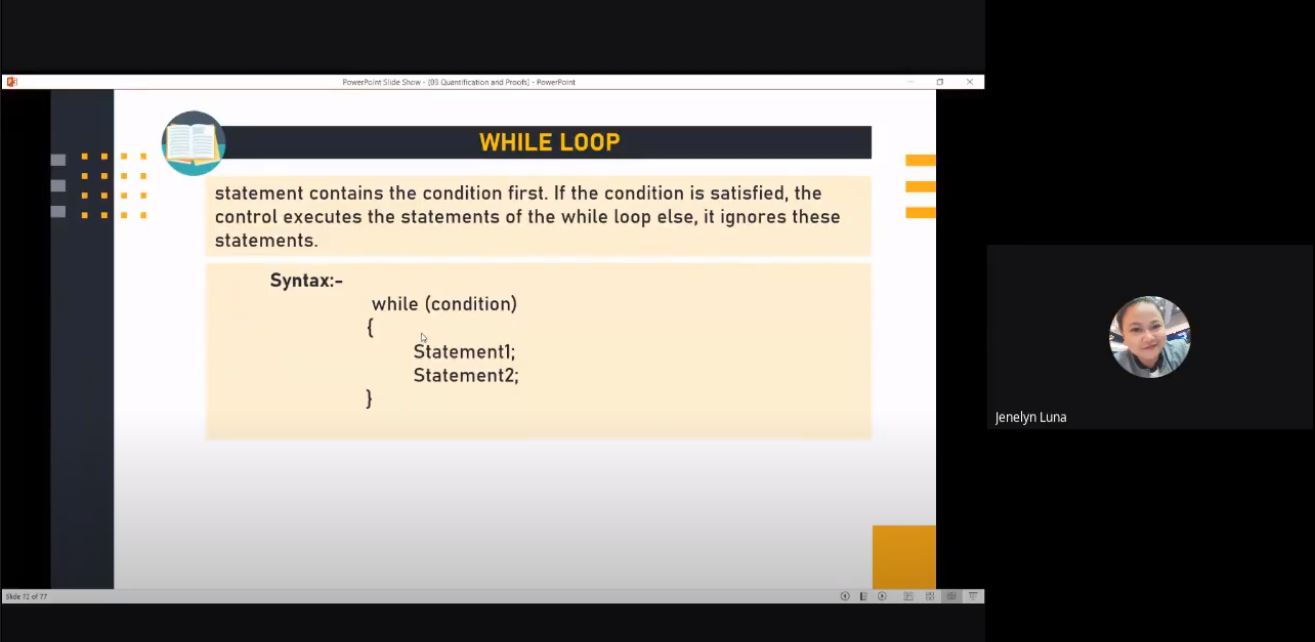 PowerPoint Slide Show - [03 Quantification and Proofs] - PowerPoint
WHILE LOOP
statement contains the condition first. If the condition is satisfied, the
control executes the statements of the while loop else, it ignores these
statements.
Syntax:-
while (condition)
{
Statement1;
Statement2;
}
Jenelyn Luna
Slide 72 of 77